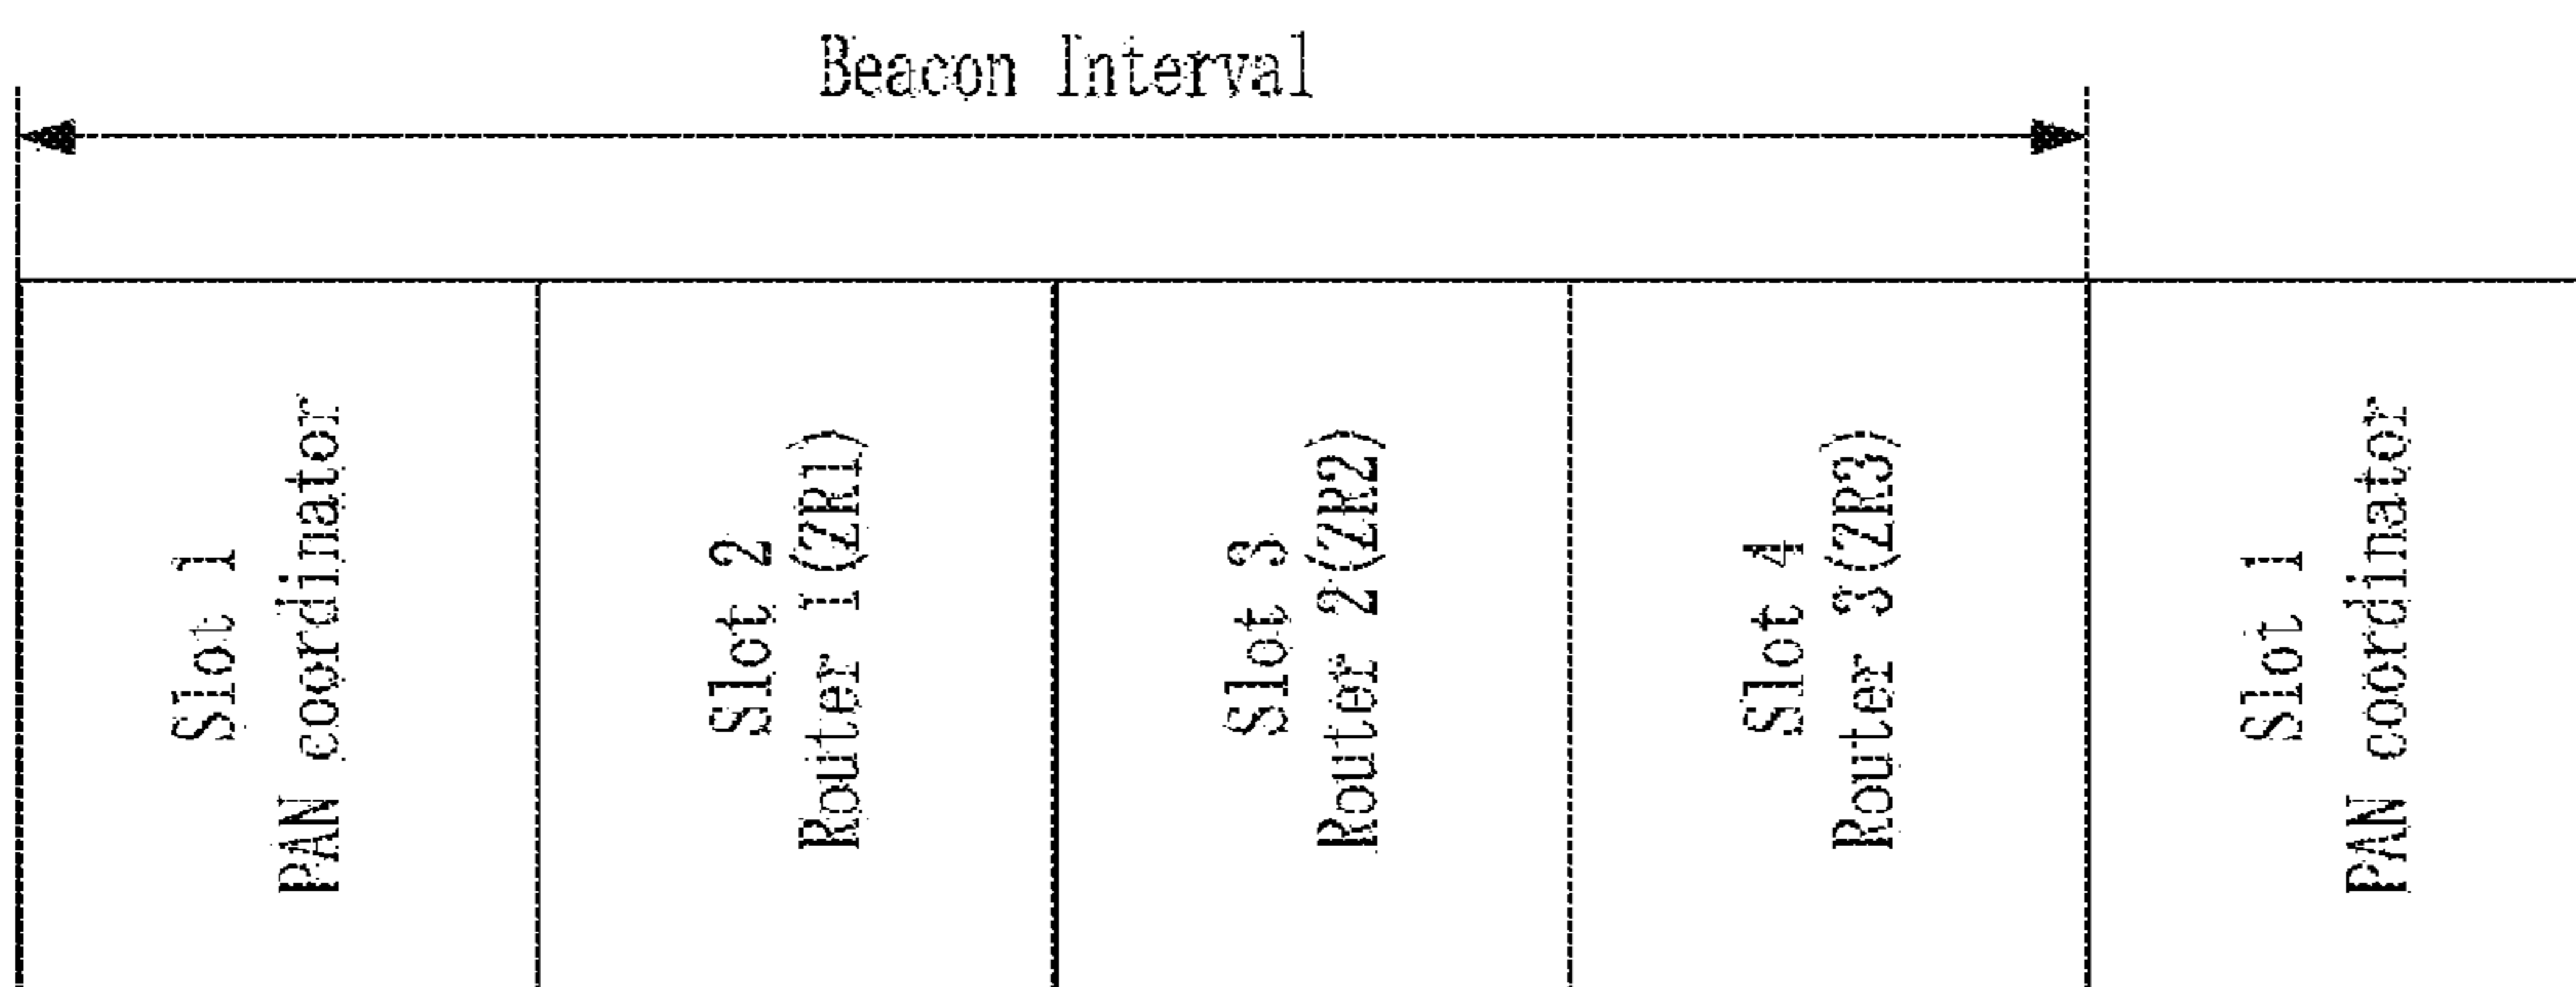 Beacon Interval
Slot 1
PAN coordinator
Slot 2
Router 1(ZR1)
Slot 3
Router 2(ZR2)
Slot 4
Router 3(ZR3)
Slot 1
PAN coordinator